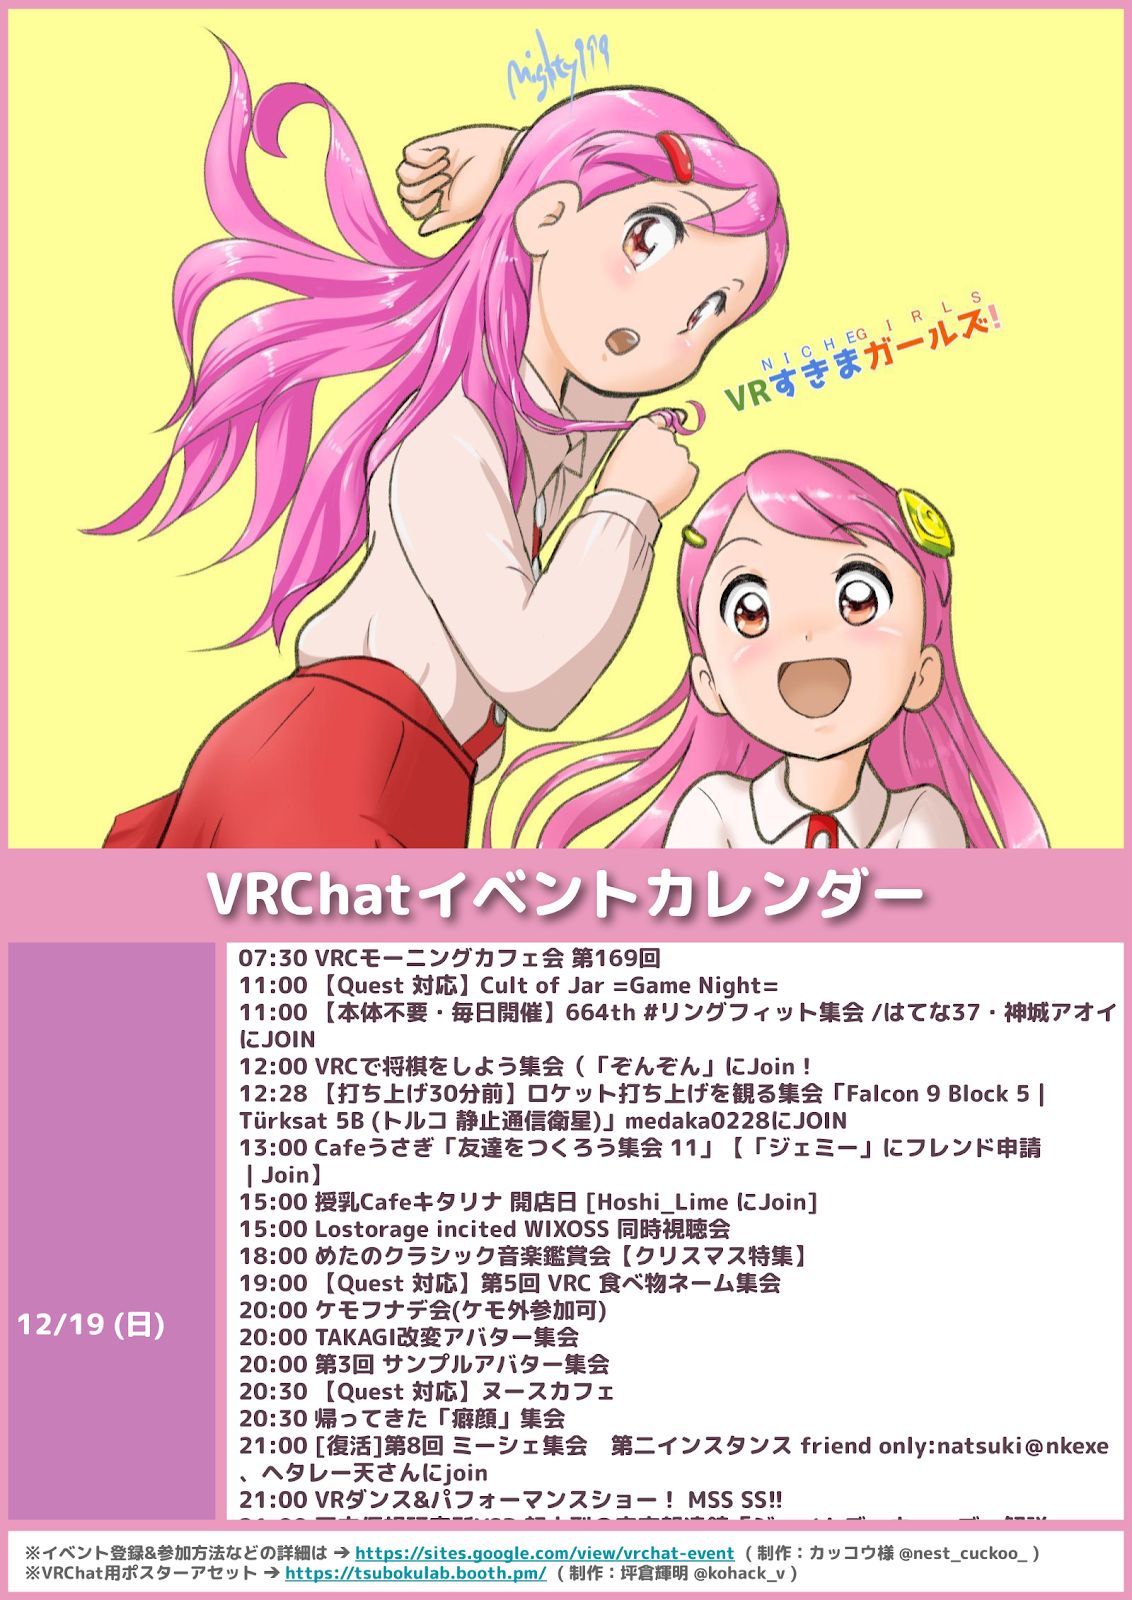 mighty199
NICHE GIRLS
VRすきまガールズ!
VRChatイベントカレンダー
12/19 (日)
07:30 VRCモーニングカフェ会 第169回
11:00 【Quest 対応】Cult of Jar =Game Night=
11:00 【本体不要・毎日開催】664th #リングフィット集会 /はてな37・神城アオイ
にJOIN
12:00 VRCで将棋をしよう集会（「ぞんぞん」にJoin！
12:28 【打ち上げ30分前】ロケット打ち上げを観る集会「Falcon 9 Block 5 |
Türksat 5B (トルコ 静止通信衛星)」medaka0228にJOIN
13:00 Cafeうさぎ「友達をつくろう集会 11」【「ジェミー」にフレンド申請
｜Join】
15:00 授乳Cafeキタリナ 開店日 [Hoshi_Lime にJoin]
15:00 Lostorage incited WIXOSS 同時視聴会
18:00 めたのクラシック音楽鑑賞会【クリスマス特集】
19:00 【Quest 対応】第5回 VRC 食べ物ネーム集会
20:00 ケモフナデ会(ケモ外参加可)
20:00 TAKAGI改変アバター集会
20:00 第3回 サンプルアバター集会
20:30 【Quest 対応】ヌースカフェ
20:30 帰ってきた「癖顔」集会
21:00 [復活]第8回 ミーシェ集会　第二インスタンス friend only:natsuki@nkexe
、ヘタレー天さんにjoin
21:00 VRダンス&パフォーマンスショー！ MSS SS!!
※イベント登録&参加方法などの詳細は ➔ https://sites.google.com/view/vrchat-event （ 制作：カッコウ様 @nest_cuckoo_ ）
※VRChat用ポスターアセット ➔ https://tsubokulab.booth.pm/ （ 制作：坪倉輝明 @kohack_v ）